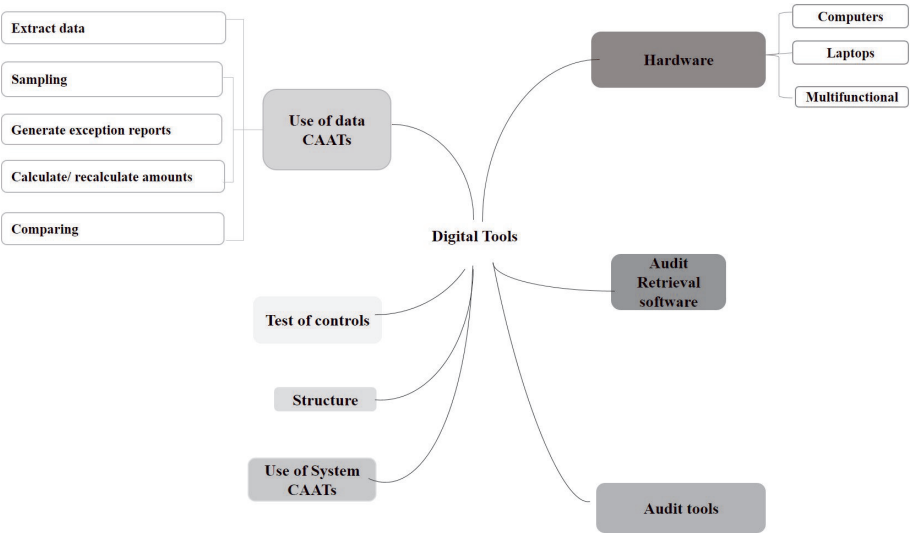 Extract data
Sampling
Generate exception reports
Calculate/ recalculate amounts
Comparing
Use of data
CAATs
Hardware
Computers
Laptops
Multifunctional
Digital Tools
Audit
Retrieval
software
Test of controls
Structure
Use of System
CAATs
Audit tools